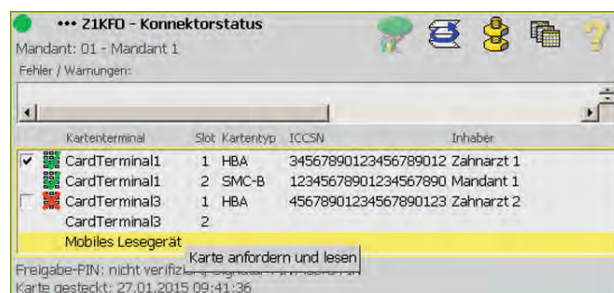 ••• Z1KFO - Konnektorstatus
Mandant: 01 - Mandant 1
Fehler / Warnungen:
Kartenterminal Slot Kartentyp ICCSN Inhaber
CardTerminal1 1 HBA 34567890123456789012 Zahnarzt 1
CardTerminal1 2 SMC-B 12345678901234567890 Mandant 1
CardTerminal3 1 HBA 45678901234567890123 Zahnarzt 2
CardTerminal3 2
Mobiles Lesegerät
Karte anfordern und lesen
Freigabe-PIN: nicht verifiziert
Karte gesteckt: 27.01.2015 09:41:36